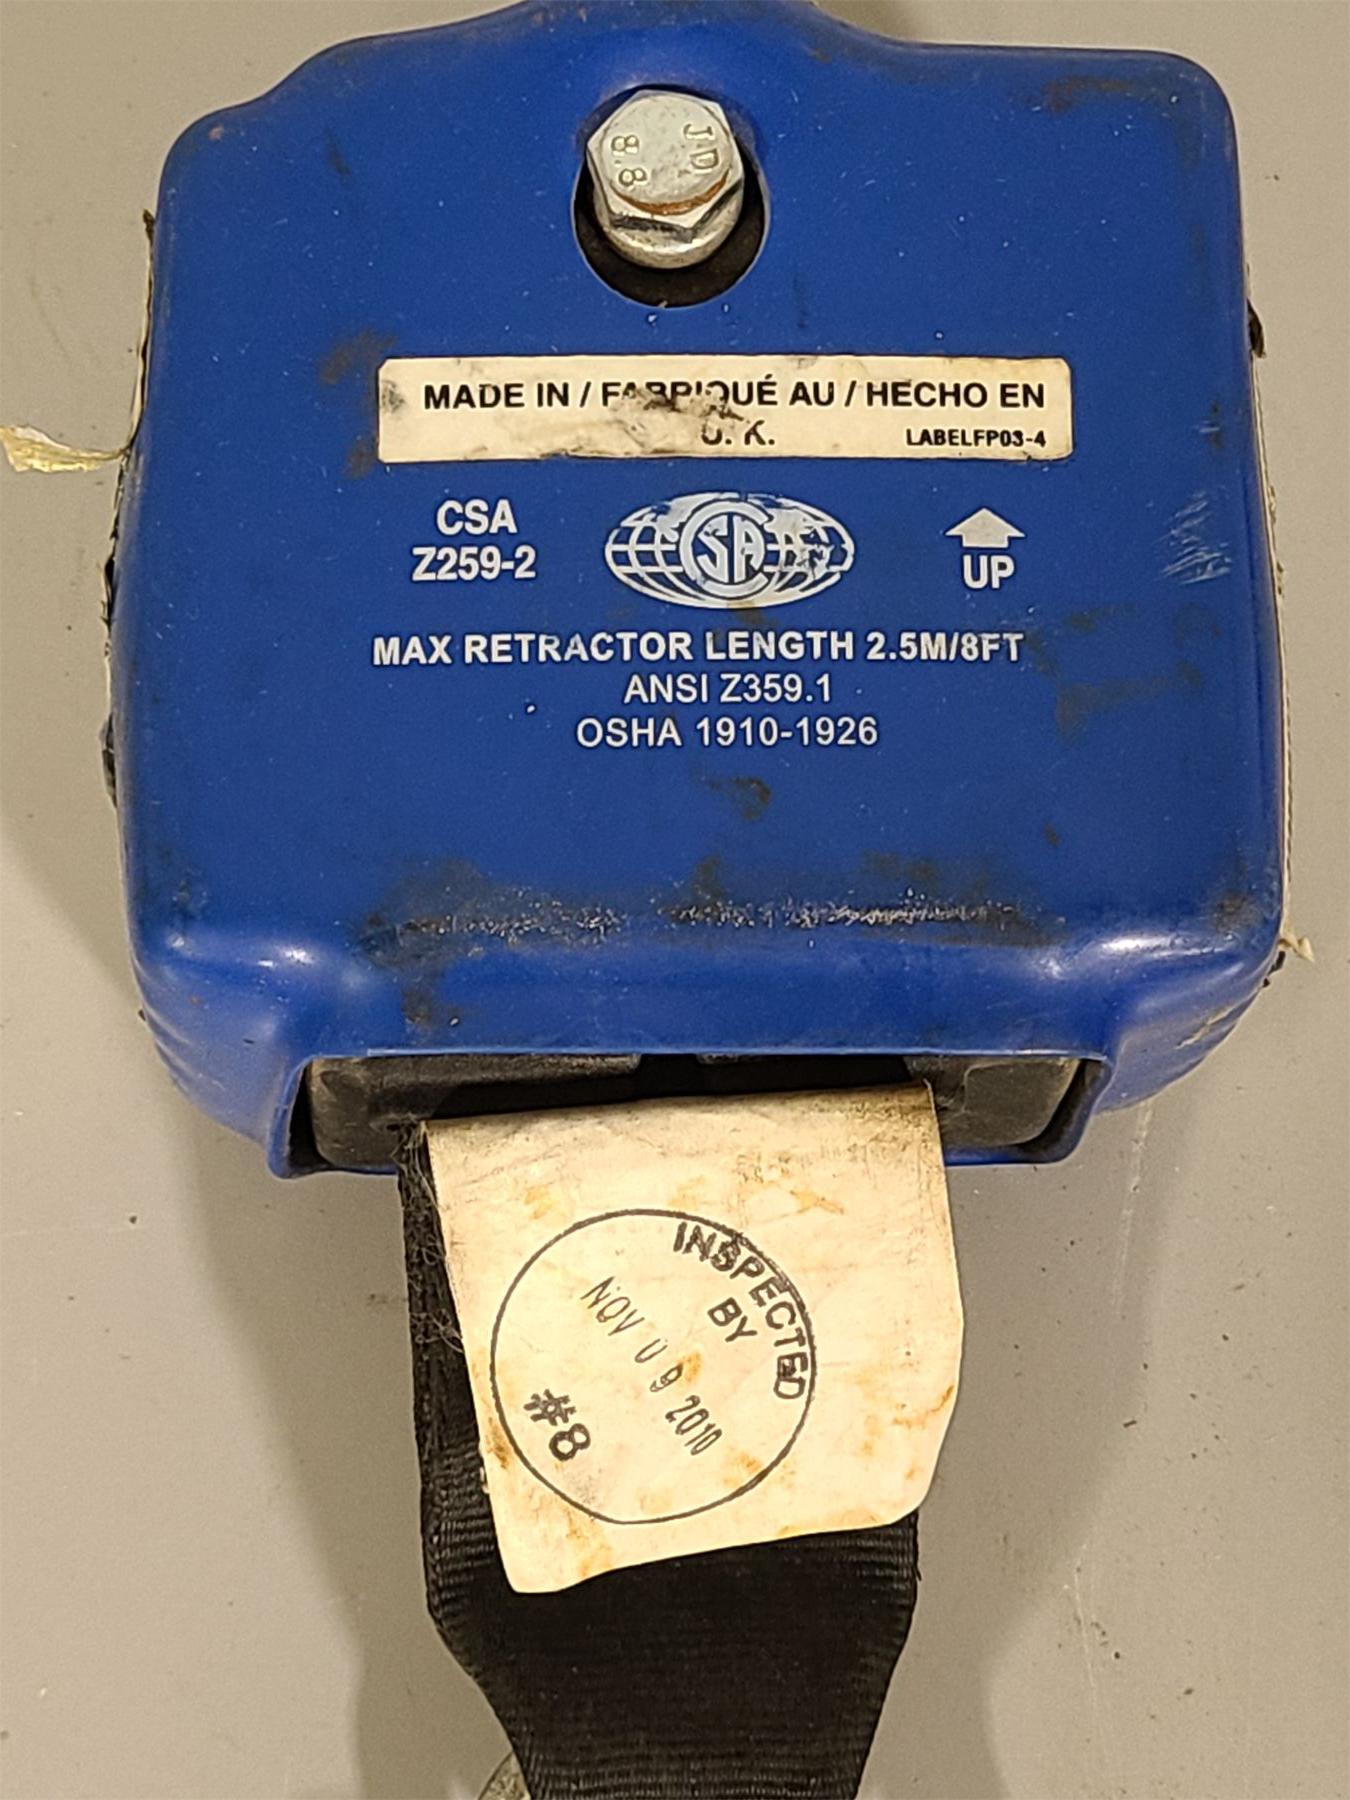 J.D
8.8
MADE IN / FABRIQUÉ AU / HECHO EN
U. K.
LABELFP03-4
CSA
Z259-2
CSA
UP
MAX RETRACTOR LENGTH 2.5M/8FT
ANSI Z359.1
OSHA 1910-1926
INSPECTED
BY
NOV 09 2010
#8